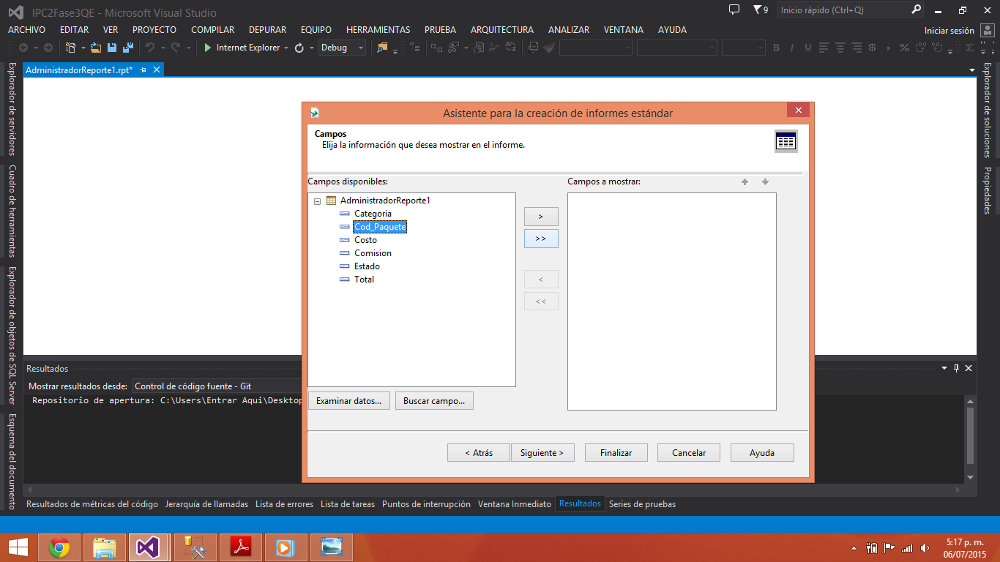 IPC2Fase3QE - Microsoft Visual Studio
9
Inicio rápido (Ctrl+Q)
ARCHIVO EDITAR VER PROYECTO COMPILAR DEPURAR EQUIPO HERRAMIENTAS PRUEBA ARQUITECTURA ANALIZAR VENTANA AYUDA
Iniciar sesión
Internet Explorer
Debug
Explorador de servidores
Cuadro de herramientas
Explorador de objetos de SQL Server
Esquema del documento
AdministradorReporte1.rpt*
Explorador de soluciones
Propiedades
Asistente para la creación de informes estándar
Campos
Elija la información que desea mostrar en el informe.
Campos disponibles:
Campos a mostrar:
AdministradorReporte1
Categoria
Cod_Paquete
Costo
Comision
Estado
Total
>
>>
<
<<
Examinar datos...
Buscar campo...
< Atrás
Siguiente >
Finalizar
Cancelar
Ayuda
Resultados
Mostrar resultados desde: Control de código fuente - Git
Repositorio de apertura: C:\Users\Entrar Aqui\Desktop
Resultados de métricas del código Jerarquía de llamadas Lista de errores Lista de tareas Puntos de interrupción Ventana Inmediato Resultados Series de pruebas
5:17 p. m.
06/07/2015